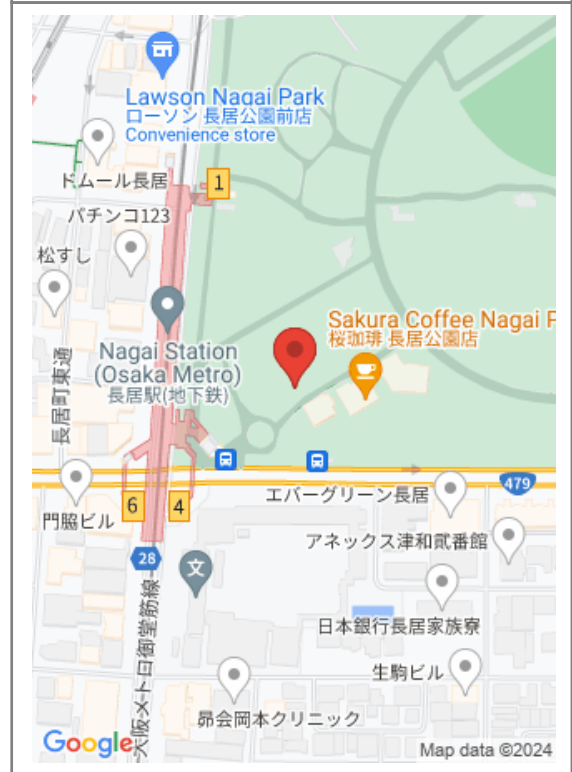 Lawson Nagai Park
ローソン 長居公園前店
Convenience store
ドムール長居
1
パチンコ123
松すし
Sakura Coffee Nagai P
桜珈琲 長居公園店
Nagai Station
(Osaka Metro)
長居駅(地下鉄)
長居町東通
479
エバーグリーン長居
6
4
門脇ビル
アネックス津和貮番館
28
文
日本銀行長居家族寮
大阪メトロ御堂筋線
生駒ビル
昴会岡本クリニック
Google
Map data ©2024